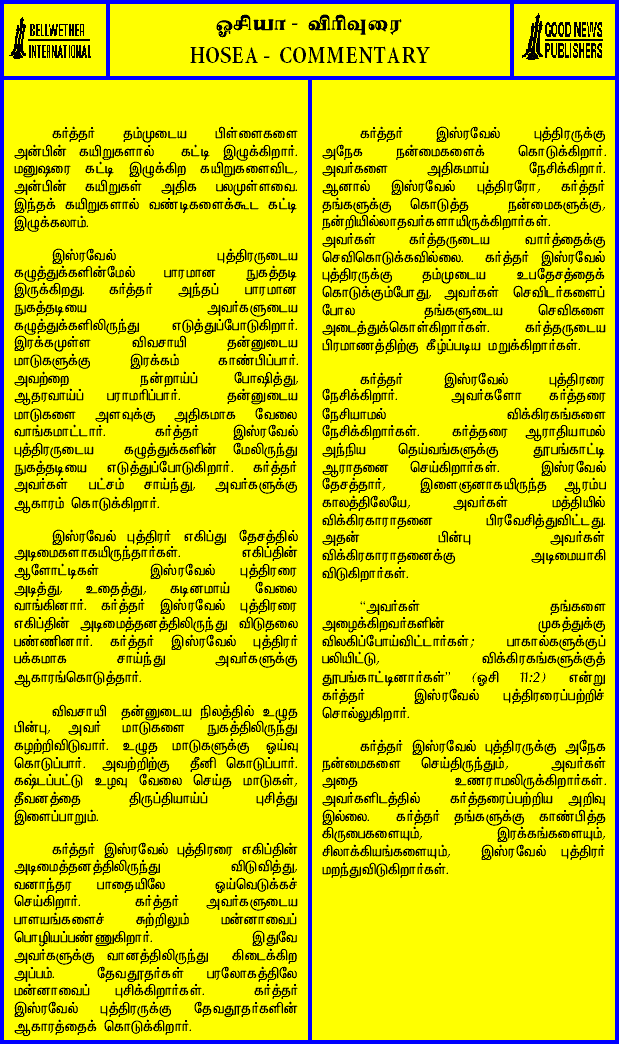 BELLWETHER
INTERNATIONAL
ஓசியா - விரிவுரை
HOSEA - COMMENTARY
GOOD NEWS
PUBLISHERS
கர்த்தர் தம்முடைய பிள்ளைகளை
அன்பின் கயிறுகளால் கட்டி இழுக்கிறார்.
மனுஷரை கட்டி இழுக்கிற கயிறுகளைவிட,
அன்பின் கயிறுகள் அதிக பலமுள்ளவை.
இந்தக் கயிறுகளால் வண்டிகளைக்கூட கட்டி
இழுக்கலாம்.
இஸ்ரவேல் புத்திரருடைய
கழுத்துக்களின்மேல் பாரமான நுகத்தடி
இருக்கிறது. கர்த்தர் அந்தப் பாரமான
நுகத்தடியை அவர்களுடைய
கழுத்துக்களிலிருந்து எடுத்துப்போடுகிறார்.
இரக்கமுள்ள விவசாயி தன்னுடைய
மாடுகளுக்கு இரக்கம் காண்பிப்பார்.
அவற்றை நன்றாய்ப் போஷித்து,
ஆதரவாய்ப் பராமரிப்பார். தன்னுடைய
மாடுகளை அளவுக்கு அதிகமாக வேலை
வாங்கமாட்டார். கர்த்தர் இஸ்ரவேல்
புத்திரருடைய கழுத்துக்களின் மேலிருந்து
நுகத்தடியை எடுத்துப்போடுகிறார். கர்த்தர்
அவர்கள் பட்சம் சாய்ந்து, அவர்களுக்கு
ஆகாரம் கொடுக்கிறார்.
இஸ்ரவேல் புத்திரர் எகிப்து தேசத்தில்
அடிமைகளாகயிருந்தார்கள். எகிப்தின்
ஆளோட்டிகள் இஸ்ரவேல் புத்திரரை
அடித்து, உதைத்து, கடினமாய் வேலை
வாங்கினார். கர்த்தர் இஸ்ரவேல் புத்திரரை
எகிப்தின் அடிமைத்தனத்திலிருந்து விடுதலை
பண்ணினார். கர்த்தர் இஸ்ரவேல் புத்திரர்
பக்கமாக சாய்ந்து அவர்களுக்கு
ஆகாரங்கொடுத்தார்.
விவசாயி தன்னுடைய நிலத்தில் உழுத
பின்பு, அவர் மாடுகளை நுகத்திலிருந்து
கழற்றிவிடுவார். உழுத மாடுகளுக்கு ஓய்வு
கொடுப்பார். அவற்றிற்கு தீனி கொடுப்பார்.
கஷ்டப்பட்டு உழவு வேலை செய்த மாடுகள்,
தீவனத்தை திருப்தியாய்ப் புசித்து
இளைப்பாறும்.
கர்த்தர் இஸ்ரவேல் புத்திரரை எகிப்தின்
அடிமைத்தனத்திலிருந்து விடுவித்து,
வனாந்தர பாதையிலே ஓய்வெடுக்கச்
செய்கிறார். கர்த்தர் அவர்களுடைய
பாளயங்களைச் சுற்றிலும் மன்னாவைப்
பொழியப்பண்ணுகிறார். இதுவே
அவர்களுக்கு வானத்திலிருந்து கிடைக்கிற
அப்பம். தேவதூதர்கள் பரலோகத்திலே
மன்னாவைப் புசிக்கிறார்கள். கர்த்தர்
இஸ்ரவேல் புத்திரருக்கு தேவதூதர்களின்
ஆகாரத்தைக் கொடுக்கிறார்.
கர்த்தர் இஸ்ரவேல் புத்திரருக்கு
அநேக நன்மைகளைக் கொடுக்கிறார்.
அவர்களை அதிகமாய் நேசிக்கிறார்.
ஆனால் இஸ்ரவேல் புத்திரரோ, கர்த்தர்
தங்களுக்கு கொடுத்த நன்மைகளுக்கு,
நன்றியில்லாதவர்களாயிருக்கிறார்கள்.
அவர்கள் கர்த்தருடைய வார்த்தைக்கு
செவிகொடுக்கவில்லை. கர்த்தர் இஸ்ரவேல்
புத்திரருக்கு தம்முடைய உபதேசத்தைக்
கொடுக்கும்போது, அவர்கள் செவிடர்களைப்
போல தங்களுடைய செவிகளை
அடைத்துக்கொள்கிறார்கள். கர்த்தருடைய
பிரமாணத்திற்கு கீழ்ப்படிய மறுக்கிறார்கள்.
கர்த்தர் இஸ்ரவேல் புத்திரரை
நேசிக்கிறார். அவர்களோ கர்த்தரை
நேசியாமல் விக்கிரகங்களை
நேசிக்கிறார்கள். கர்த்தரை ஆராதியாமல்
அந்நிய தெய்வங்களுக்கு தூபங்காட்டி
ஆராதனை செய்கிறார்கள். இஸ்ரவேல்
தேசத்தார், இளைஞனாகயிருந்த ஆரம்ப
காலத்திலேயே, அவர்கள் மத்தியில்
விக்கிரகாராதனை பிரவேசித்துவிட்டது.
அதன் பின்பு அவர்கள்
விக்கிரகாராதனைக்கு அடிமையாகி
விடுகிறார்கள்.
“அவர்கள் தங்களை
அழைக்கிறவர்களின் முகத்துக்கு
விலகிப்போய்விட்டார்கள்; பாகால்களுக்குப்
பலியிட்டு, விக்கிரகங்களுக்குத்
தூபங்காட்டினார்கள்” (ஓசி 11:2) என்று
கர்த்தர் இஸ்ரவேல் புத்திரரைப்பற்றிச்
சொல்லுகிறார்.
கர்த்தர் இஸ்ரவேல் புத்திரருக்கு அநேக
நன்மைகளை செய்திருந்தும், அவர்கள்
அதை உணராமலிருக்கிறார்கள்.
அவர்களிடத்தில் கர்த்தரைப்பற்றிய அறிவு
இல்லை. கர்த்தர் தங்களுக்கு காண்பித்த
கிருபைகளையும், இரக்கங்களையும்,
சிலாக்கியங்களையும், இஸ்ரவேல் புத்திரர்
மறந்துவிடுகிறார்கள்.